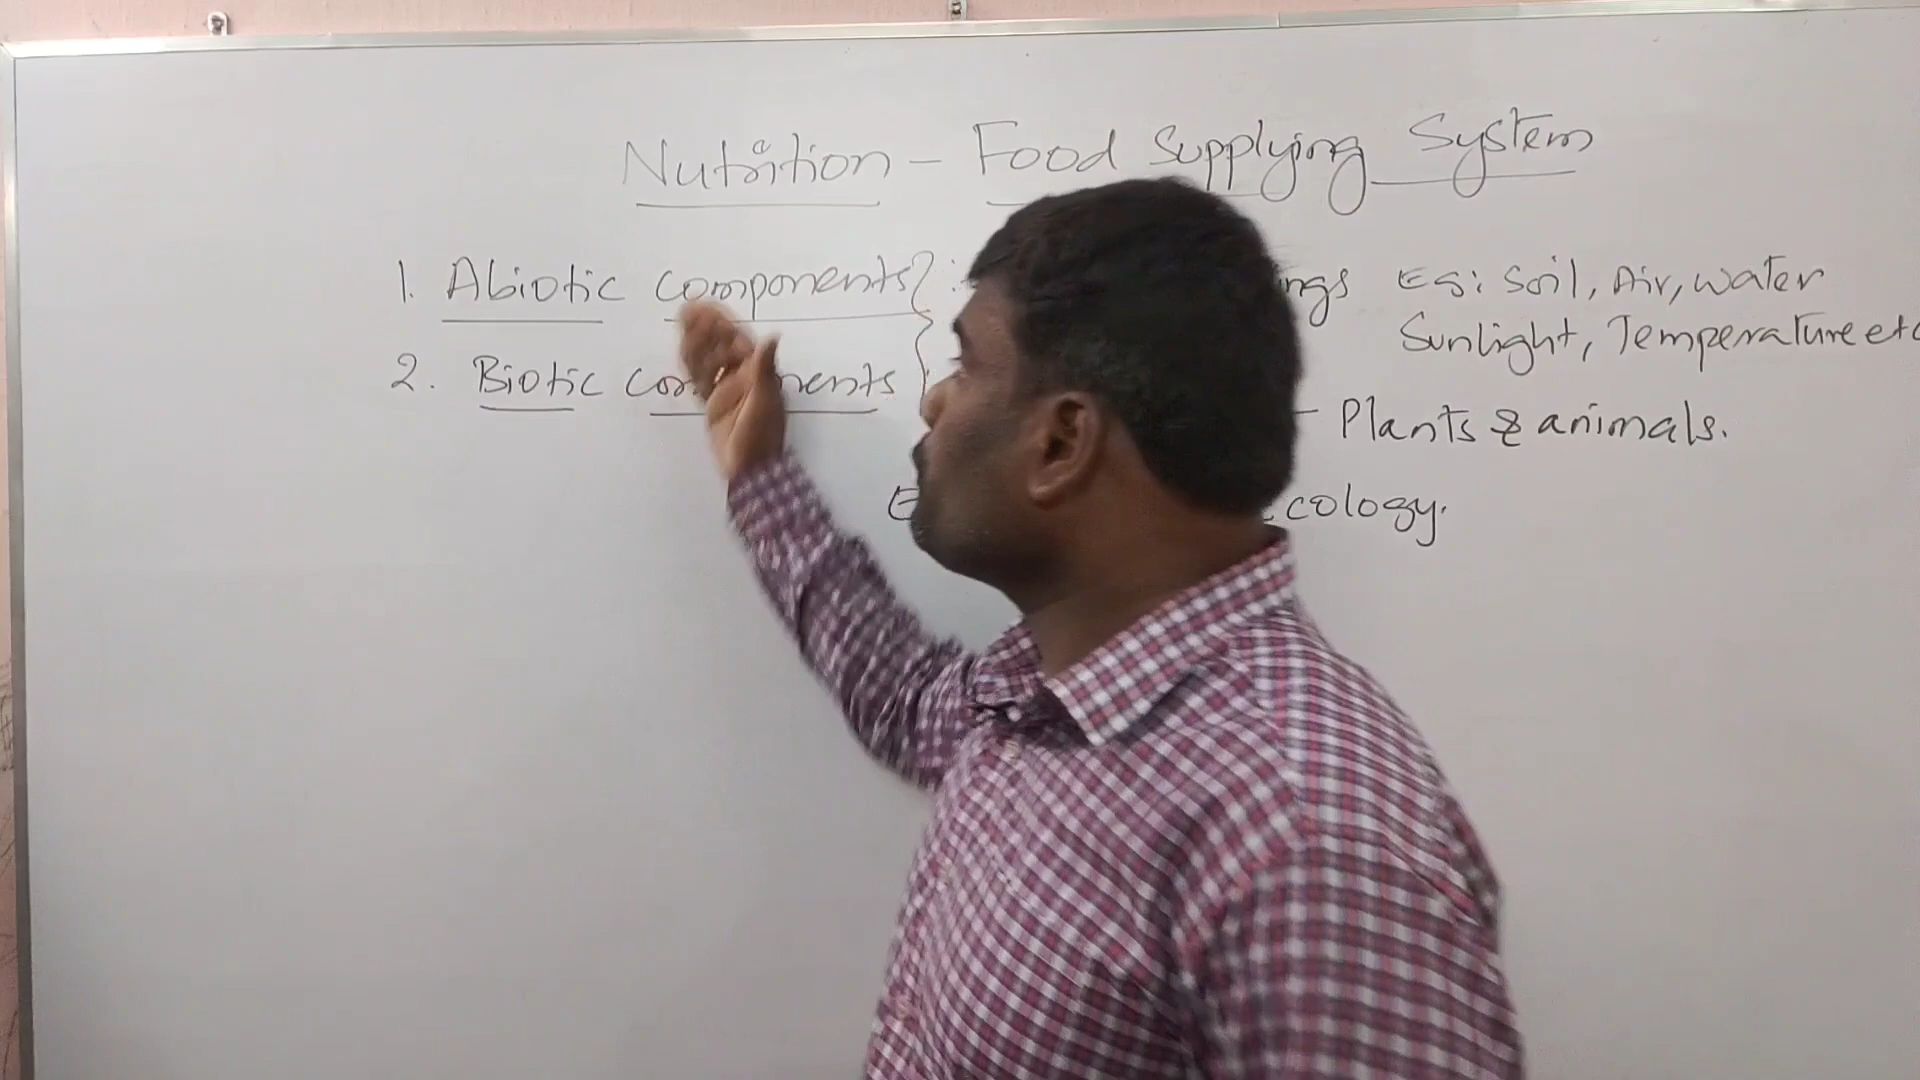 Nutrition - Food Supplying System
1. Abiotic components Eg: Soil, Air, water
Sunlight, Temperature etc
2. Biotic components - Plants & animals.